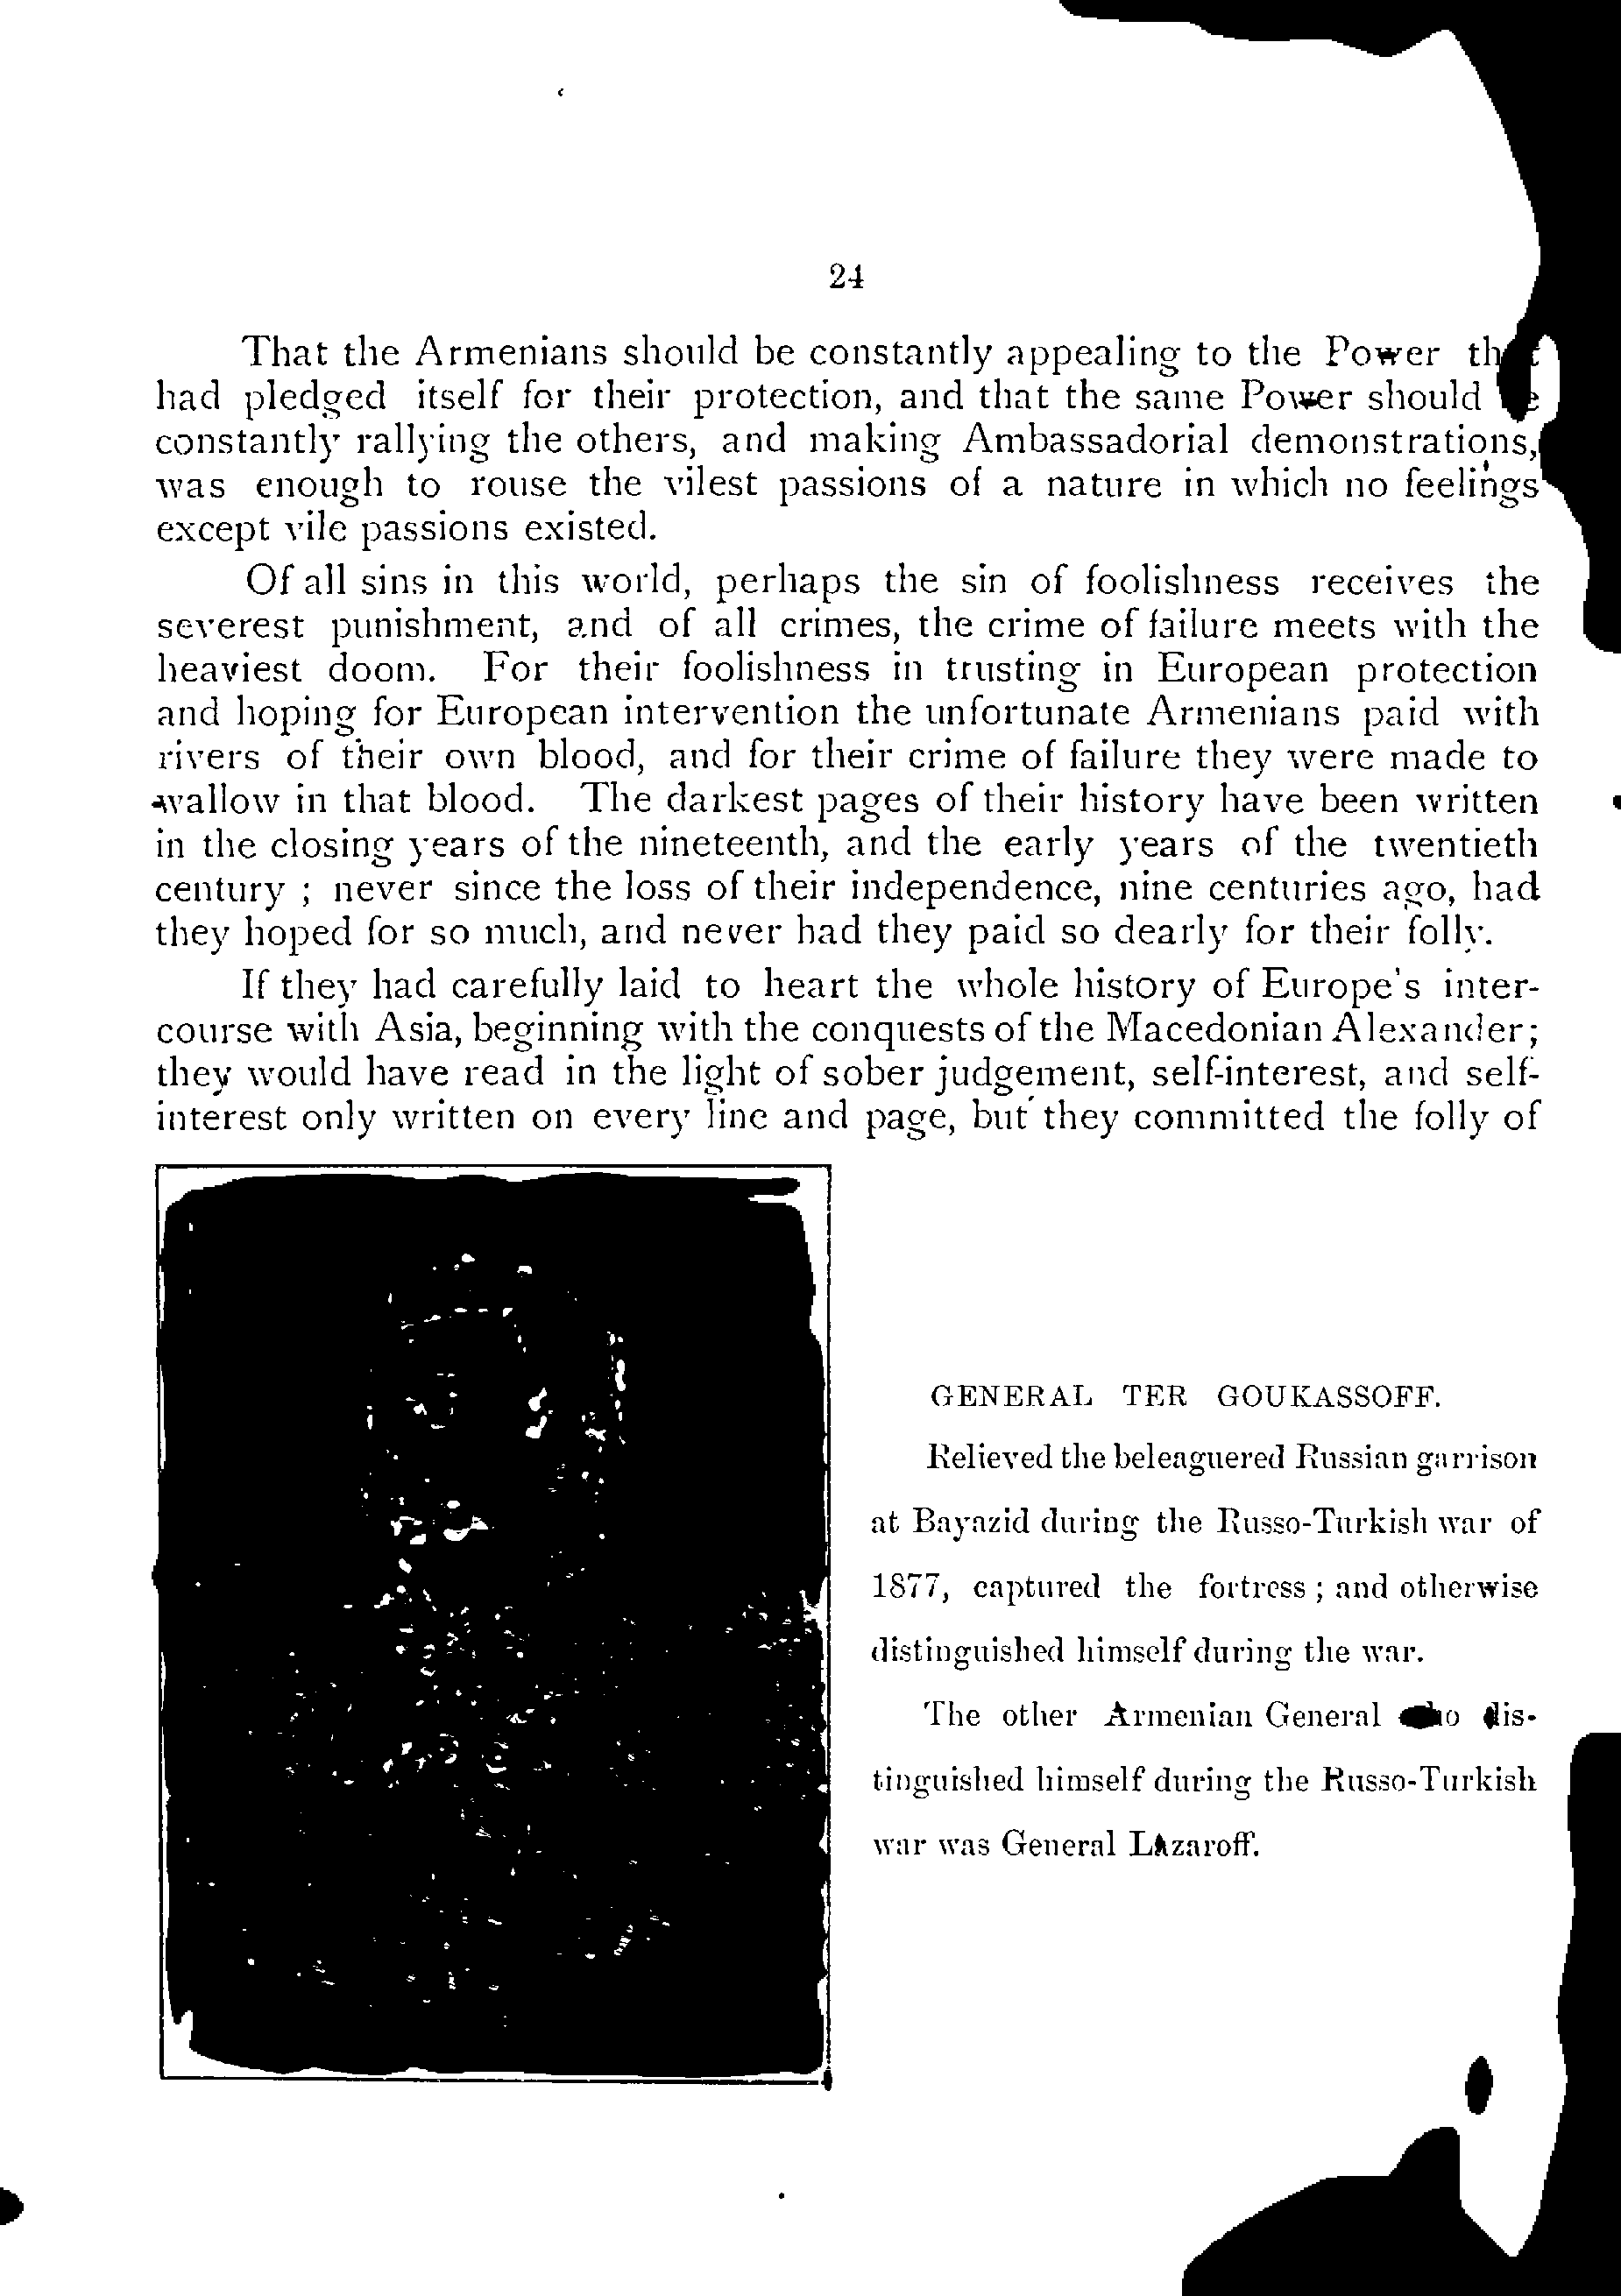 24
That the Armenians should be constantly appealing to the Power that
had pledged itself for their protection, and that the same Power should
constantly rallying the others, and making Ambassadorial demonstrations,
was enough to rouse the vilest passions of a nature in which no feelings
except vile passions existed.
Of all sins in this world, perhaps the sin of foolishness receives the
severest punishment, and of all crimes, the crime of failure meets with the
heaviest doom. For their foolishness in trusting in European protection
and hoping for European intervention the unfortunate Armenians paid with
rivers of their own blood, and for their crime of failure they were made to
wallow in that blood. The darkest pages of their history have been written
in the closing years of the nineteenth, and the early years of the twentieth
century ; never since the loss of their independence, nine centuries ago, had
they hoped for so much, and never had they paid so dearly for their folly.
If they had carefully laid to heart the whole history of Europe's inter-
course with Asia, beginning with the conquests of the Macedonian Alexander;
they would have read in the light of sober judgement, self-interest, and self-
interest only written on every line and page, but they committed the folly of
GENERAL TER GOUKASSOFF.
Relieved the beleaguered Russian garrison
at Bayazid during the Russo-Turkish war of
1877, captured the fortress ; and otherwise
distinguished himself during the war.
The other Armenian General who dis-
tinguished himself during the Russo-Turkish
war was General Lazaroff.